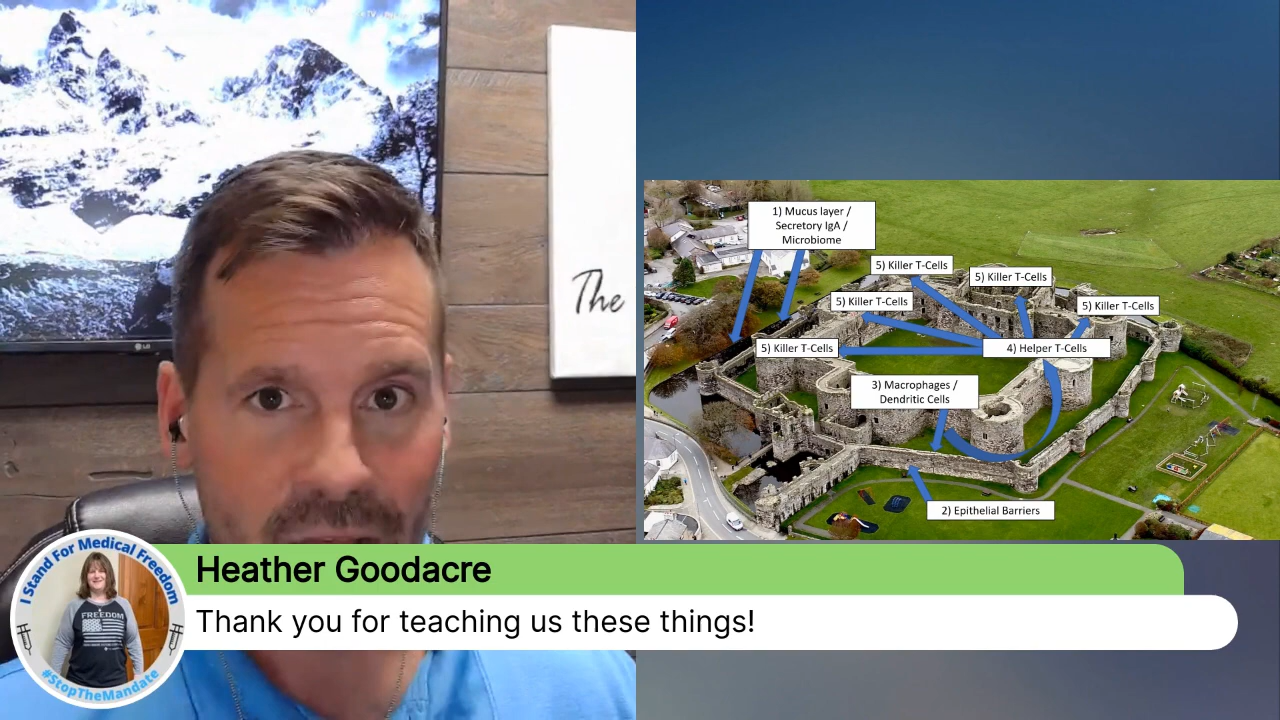 The
LG
1) Mucus layer /
Secretory IgA /
Microbiome
5) Killer T-Cells
5) Killer T-Cells
5) Killer T-Cells
5) Killer T-Cells
5) Killer T-Cells
4) Helper T-Cells
3) Macrophages /
Dendritic Cells
2) Epithelial Barriers
I Stand For Medical Freedom
FREEDOM
#StopTheMandate
Heather Goodacre
Thank you for teaching us these things!